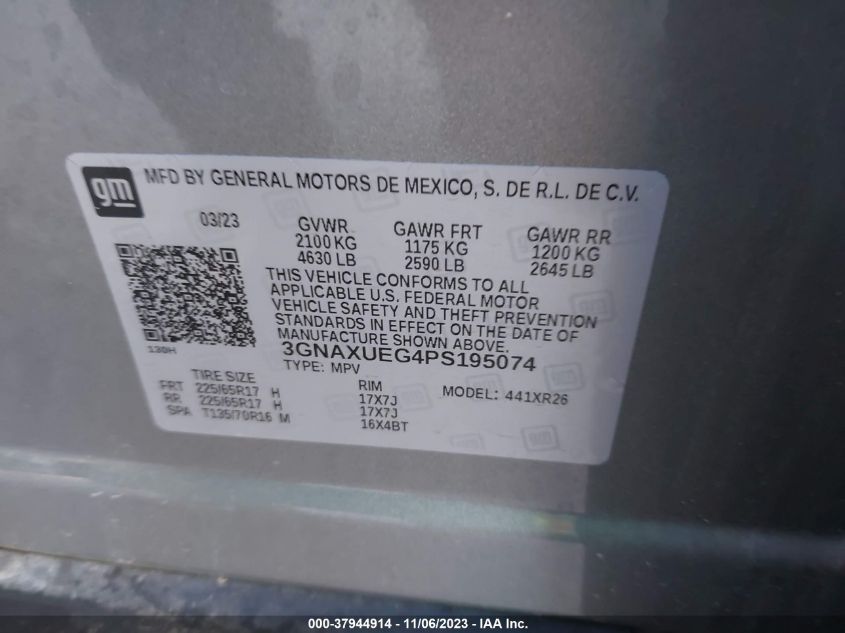 gm
MFD BY GENERAL MOTORS DE MEXICO, S. DE R.L. DE C.V.
03/23
GVWR
2100 KG
4630 LB
GAWR FRT
1175 KG
2590 LB
GAWR RR
1200 KG
2645 LB
THIS VEHICLE CONFORMS TO ALL
APPLICABLE U.S. FEDERAL MOTOR
VEHICLE SAFETY AND THEFT PREVENTION
STANDARDS IN EFFECT ON THE DATE OF
MANUFACTURE SHOWN ABOVE.
130H
3GNAXUEG4PS195074
TYPE: MPV
TIRE SIZE
FRT 225/65R17 H
RR 225/65R17 H
SPA T135/70R16 M
RIM
17X7J
17X7J
16X4BT
MODEL: 441XR26
000-37944914 - 11/06/2023 - IAA Inc.